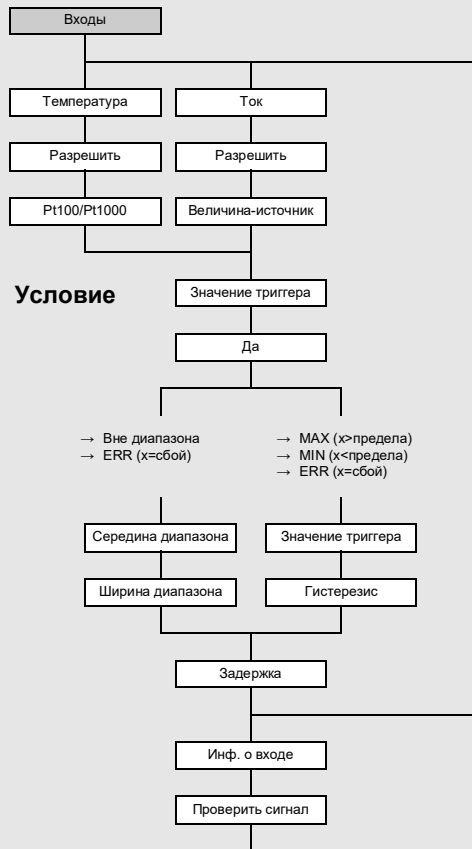 Входы
Температура
Ток
Разрешить
Разрешить
Pt100/Pt1000
Величина-источник
Условие
Значение триггера
Да
→ Вне диапазона
→ ERR (x=сбой)
→ MAX (x>предела)
→ MIN (x<предела)
→ ERR (x=сбой)
Середина диапазона
Значение триггера
Ширина диапазона
Гистерезис
Задержка
Инф. о входе
Проверить сигнал